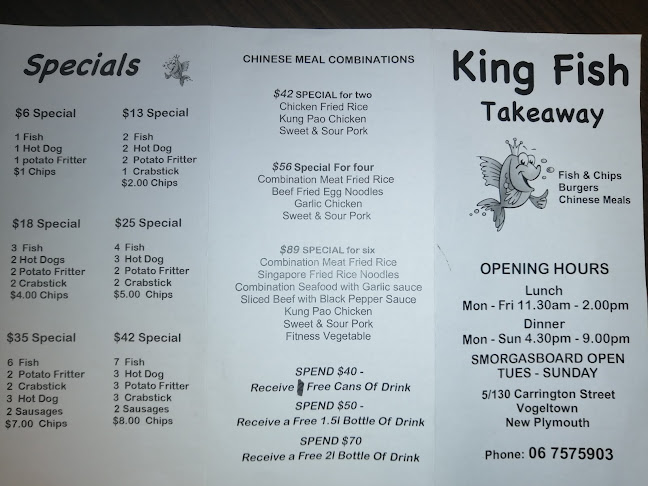 Specials
$6 Special
1 Fish
1 Hot Dog
1 potato Fritter
$1 Chips
$13 Special
2 Fish
2 Hot Dog
2 Potato Fritter
1 Crabstick
$2.00 Chips
$18 Special
3 Fish
2 Hot Dogs
2 Potato Fritter
2 Crabstick
$4.00 Chips
$25 Special
4 Fish
3 Hot Dog
2 Potato Fritter
2 Crabstick
$5.00 Chips
$35 Special
6 Fish
2 Potato Fritter
2 Crabstick
3 Hot Dog
2 Sausages
$7.00 Chips
$42 Special
7 Fish
3 Hot Dog
3 Potato Fritter
3 Crabstick
2 Sausages
$8.00 Chips
CHINESE MEAL COMBINATIONS
$42 SPECIAL for two
Chicken Fried Rice
Kung Pao Chicken
Sweet & Sour Pork
$56 Special For four
Combination Meat Fried Rice
Beef Fried Egg Noodles
Garlic Chicken
Sweet & Sour Pork
$89 SPECIAL for six
Combination Meat Fried Rice
Singapore Fried Rice Noodles
Combination Seafood with Garlic sauce
Sliced Beef with Black Pepper Sauce
Kung Pao Chicken
Sweet & Sour Pork
Fitness Vegetable
SPEND $40 -
Receive Free Cans Of Drink
SPEND $50 -
Receive a Free 1.5l Bottle Of Drink
SPEND $70
Receive a Free 2l Bottle Of Drink
King Fish
Takeaway
Fish & Chips
Burgers
Chinese Meals
OPENING HOURS
Lunch
Mon - Fri 11.30am - 2.00pm
Dinner
Mon - Sun 4.30pm - 9.00pm
SMORGASBOARD OPEN
TUES - SUNDAY
5/130 Carrington Street
Vogeltown
New Plymouth
Phone: 06 7575903